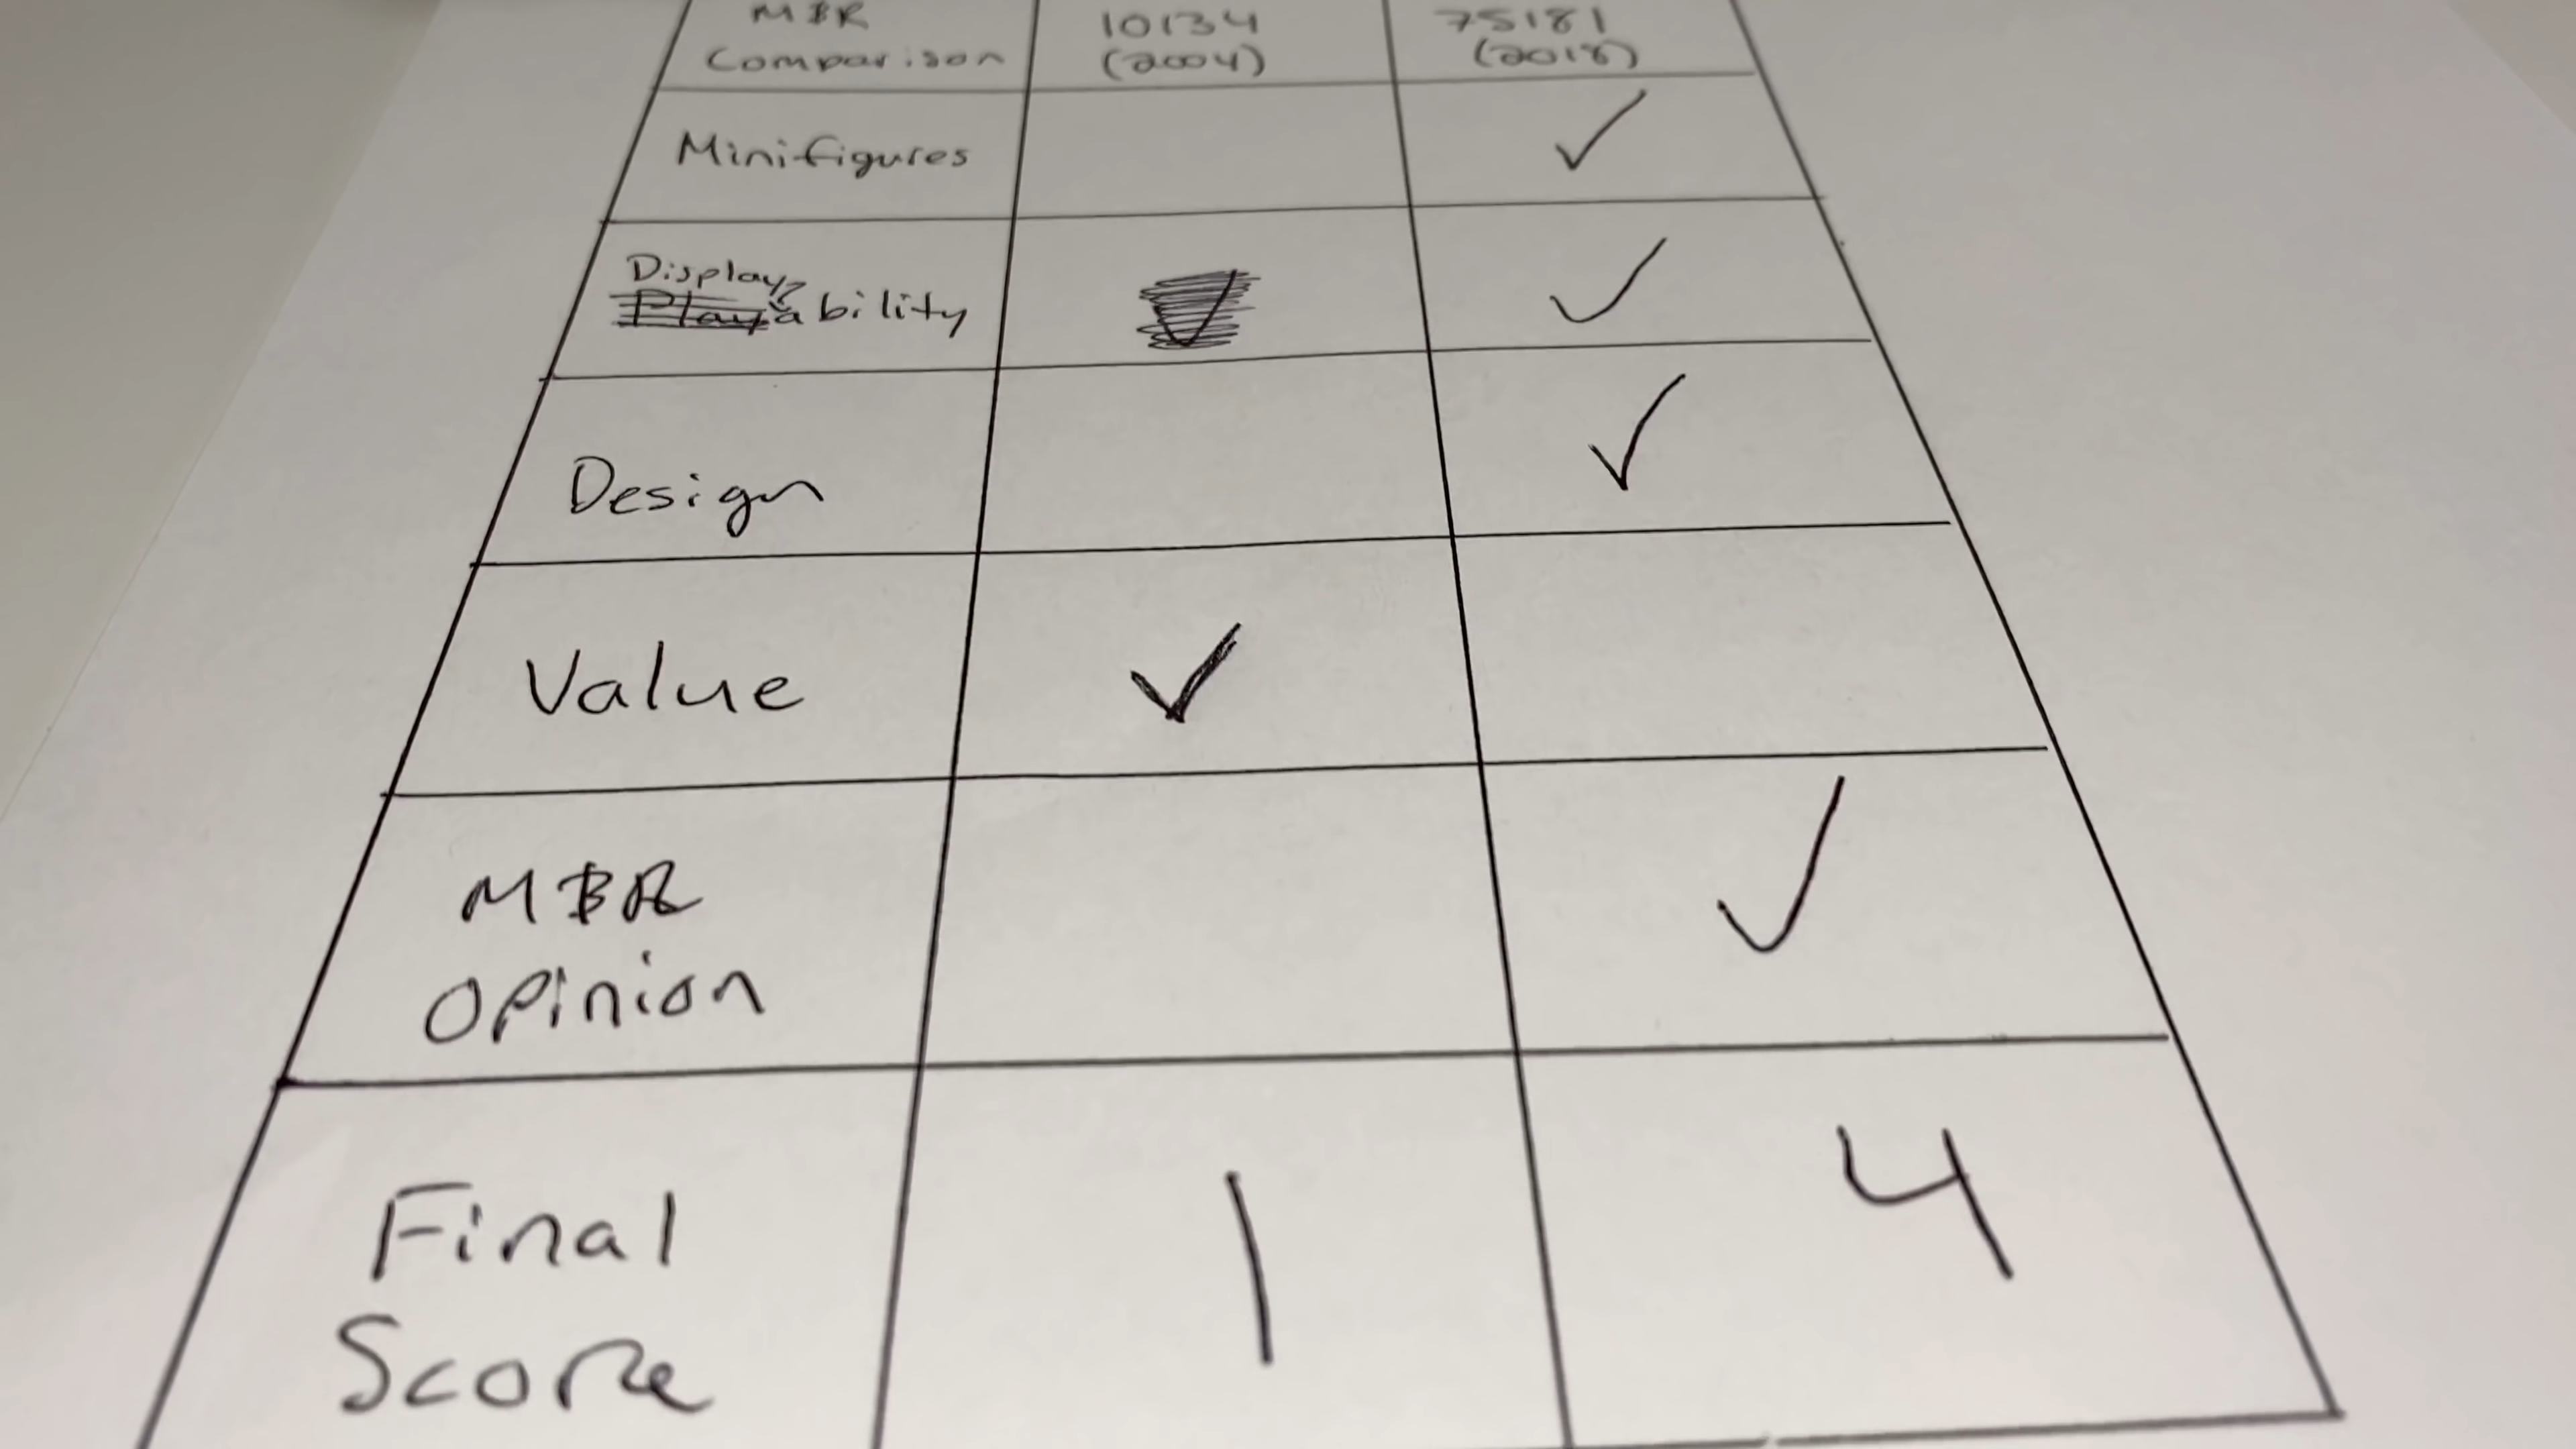 MBR 10134 75181
Comparison (2004) (2018)
Minifigures ✓
Display
Playability ✓ ✓
Design ✓
Value ✓
MBR ✓
Opinion
Final 1 4
Score